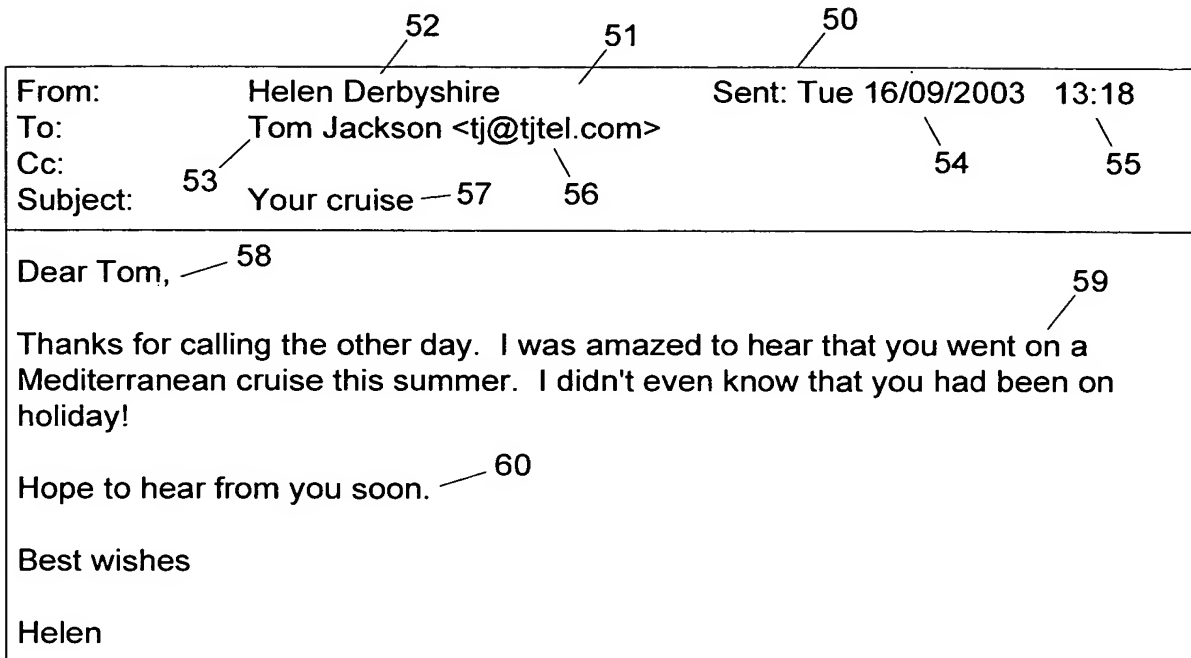 52 51 50
From: Helen Derbyshire Sent: Tue 16/09/2003 13:18
To: Tom Jackson <tj@tjtel.com>
Cc: 53 56 54 55
Subject: Your cruise 57
Dear Tom, 58
59
Thanks for calling the other day. I was amazed to hear that you went on a
Mediterranean cruise this summer. I didn't even know that you had been on
holiday!
Hope to hear from you soon. 60
Best wishes
Helen